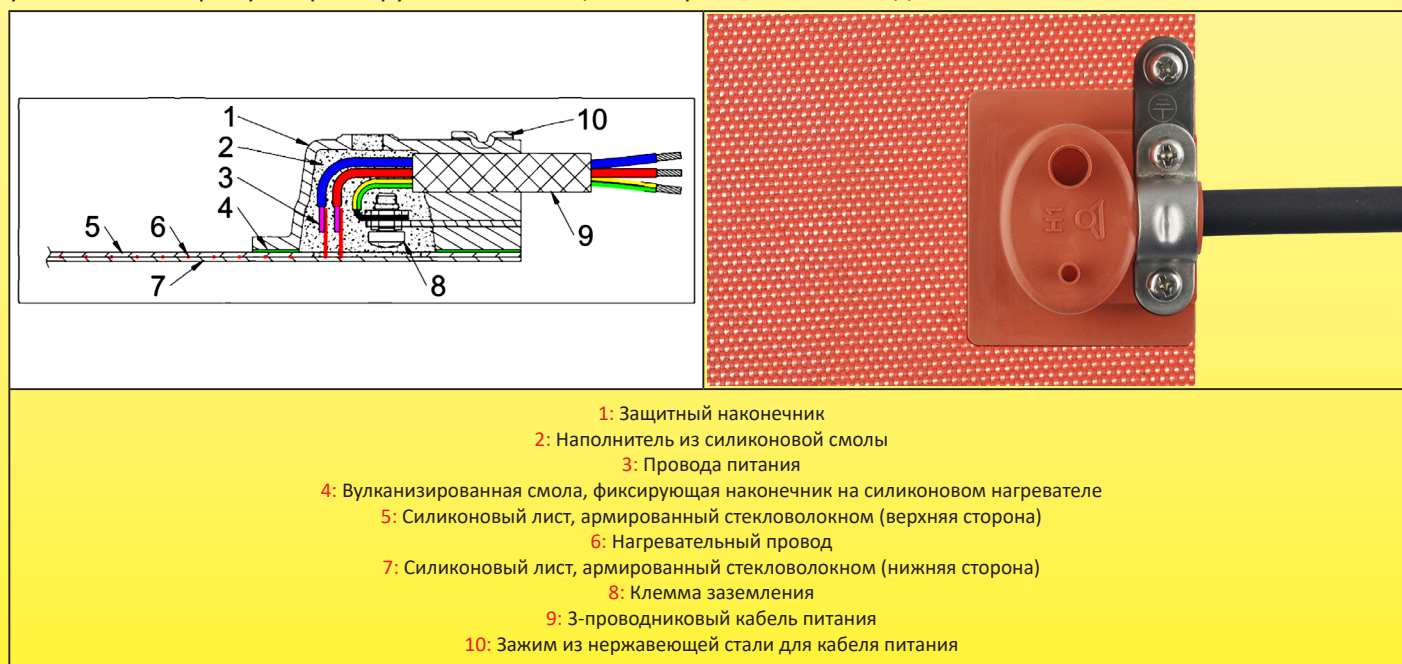 1
2
3
4
5
6
7
8
9
10
H1
1: Защитный наконечник
2: Наполнитель из силиконовой смолы
3: Провода питания
4: Вулканизированная смола, фиксирующая наконечник на силиконовом нагревателе
5: Силиконовый лист, армированный стекловолокном (верхняя сторона)
6: Нагревательный провод
7: Силиконовый лист, армированный стекловолокном (нижняя сторона)
8: Клемма заземления
9: 3-проводниковый кабель питания
10: Зажим из нержавеющей стали для кабеля питания